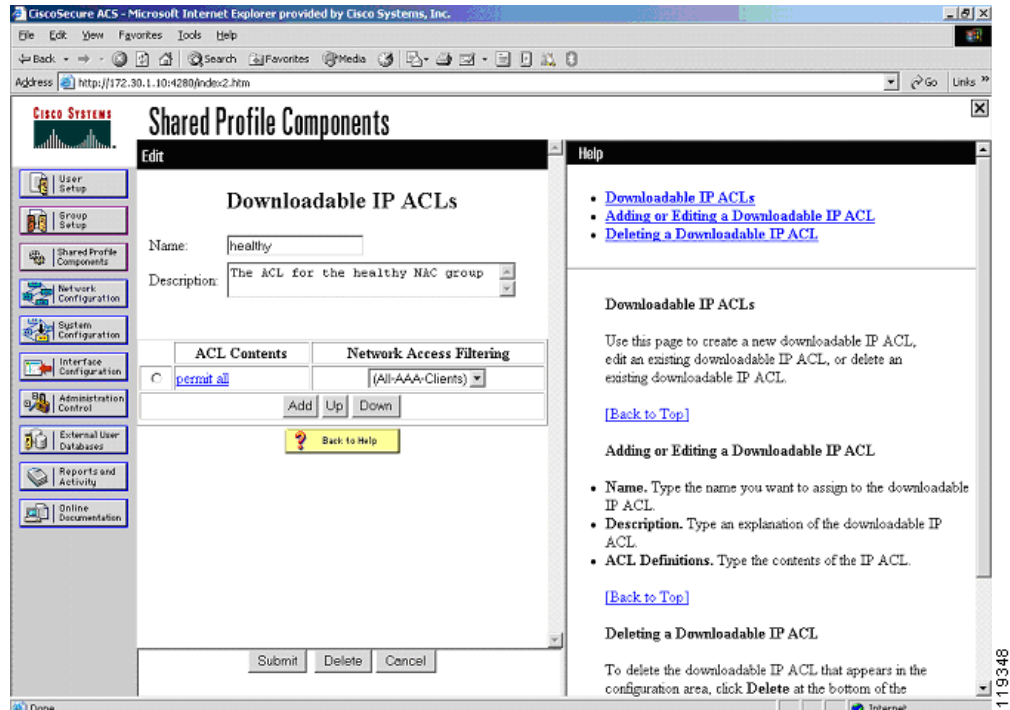 CiscoSecure ACS - Microsoft Internet Explorer provided by Cisco Systems, Inc.
File Edit View Favorites Tools Help
Back Search Favorites Media
Address http://172.30.1.10:4280/index2.htm Go Links »
CISCO SYSTEMS
Shared Profile Components
User
Setup
Group
Setup
Shared Profile
Components
Network
Configuration
System
Configuration
Interface
Configuration
Administration
Control
External User
Databases
Reports and
Activity
Online
Documentation
Edit
Downloadable IP ACLs
Name: healthy
Description: The ACL for the healthy NAC group
ACL Contents Network Access Filtering
permit all (All-AAA-Clients)
Add Up Down
? Back to Help
Submit Delete Cancel
Help
• Downloadable IP ACLs
• Adding or Editing a Downloadable IP ACL
• Deleting a Downloadable IP ACL
Downloadable IP ACLs
Use this page to create a new downloadable IP ACL,
edit an existing downloadable IP ACL, or delete an
existing downloadable IP ACL.
[Back to Top]
Adding or Editing a Downloadable IP ACL
• Name. Type the name you want to assign to the downloadable
IP ACL.
• Description. Type an explanation of the downloadable IP
ACL.
• ACL Definitions. Type the contents of the IP ACL.
[Back to Top]
Deleting a Downloadable IP ACL
To delete the downloadable IP ACL that appears in the
configuration area, click Delete at the bottom of the
Done Internet
119348